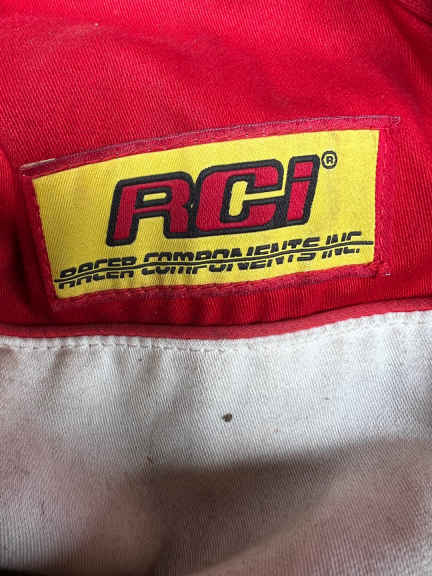 RCi®
RACER COMPONENTS INC.